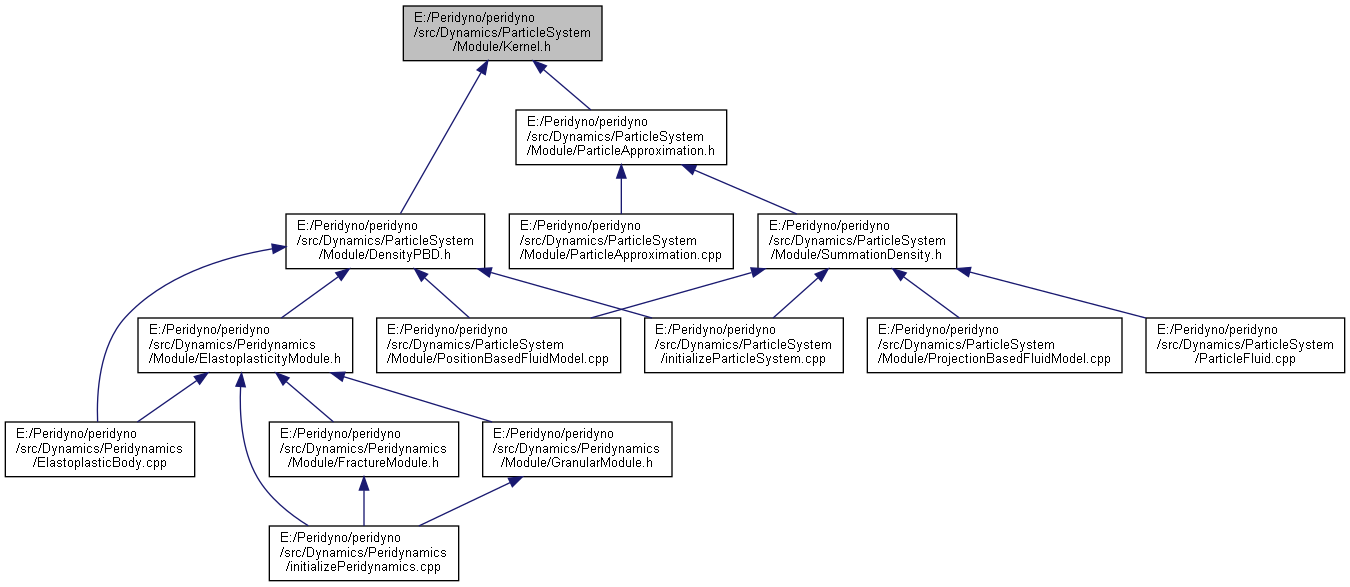 E:/Peridyno/peridyno
/src/Dynamics/ParticleSystem
/Module/Kernel.h
E:/Peridyno/peridyno
/src/Dynamics/ParticleSystem
/Module/ParticleApproximation.h
E:/Peridyno/peridyno
/src/Dynamics/ParticleSystem
/Module/DensityPBD.h
E:/Peridyno/peridyno
/src/Dynamics/ParticleSystem
/Module/ParticleApproximation.cpp
E:/Peridyno/peridyno
/src/Dynamics/ParticleSystem
/Module/SummationDensity.h
E:/Peridyno/peridyno
/src/Dynamics/Peridynamics
/Module/ElastoplasticityModule.h
E:/Peridyno/peridyno
/src/Dynamics/ParticleSystem
/Module/PositionBasedFluidModel.cpp
E:/Peridyno/peridyno
/src/Dynamics/ParticleSystem
/initializeParticleSystem.cpp
E:/Peridyno/peridyno
/src/Dynamics/ParticleSystem
/Module/ProjectionBasedFluidModel.cpp
E:/Peridyno/peridyno
/src/Dynamics/ParticleSystem
/ParticleFluid.cpp
E:/Peridyno/peridyno
/src/Dynamics/Peridynamics
/ElastoplasticBody.cpp
E:/Peridyno/peridyno
/src/Dynamics/Peridynamics
/Module/FractureModule.h
E:/Peridyno/peridyno
/src/Dynamics/Peridynamics
/Module/GranularModule.h
E:/Peridyno/peridyno
/src/Dynamics/Peridynamics
/initializePeridynamics.cpp